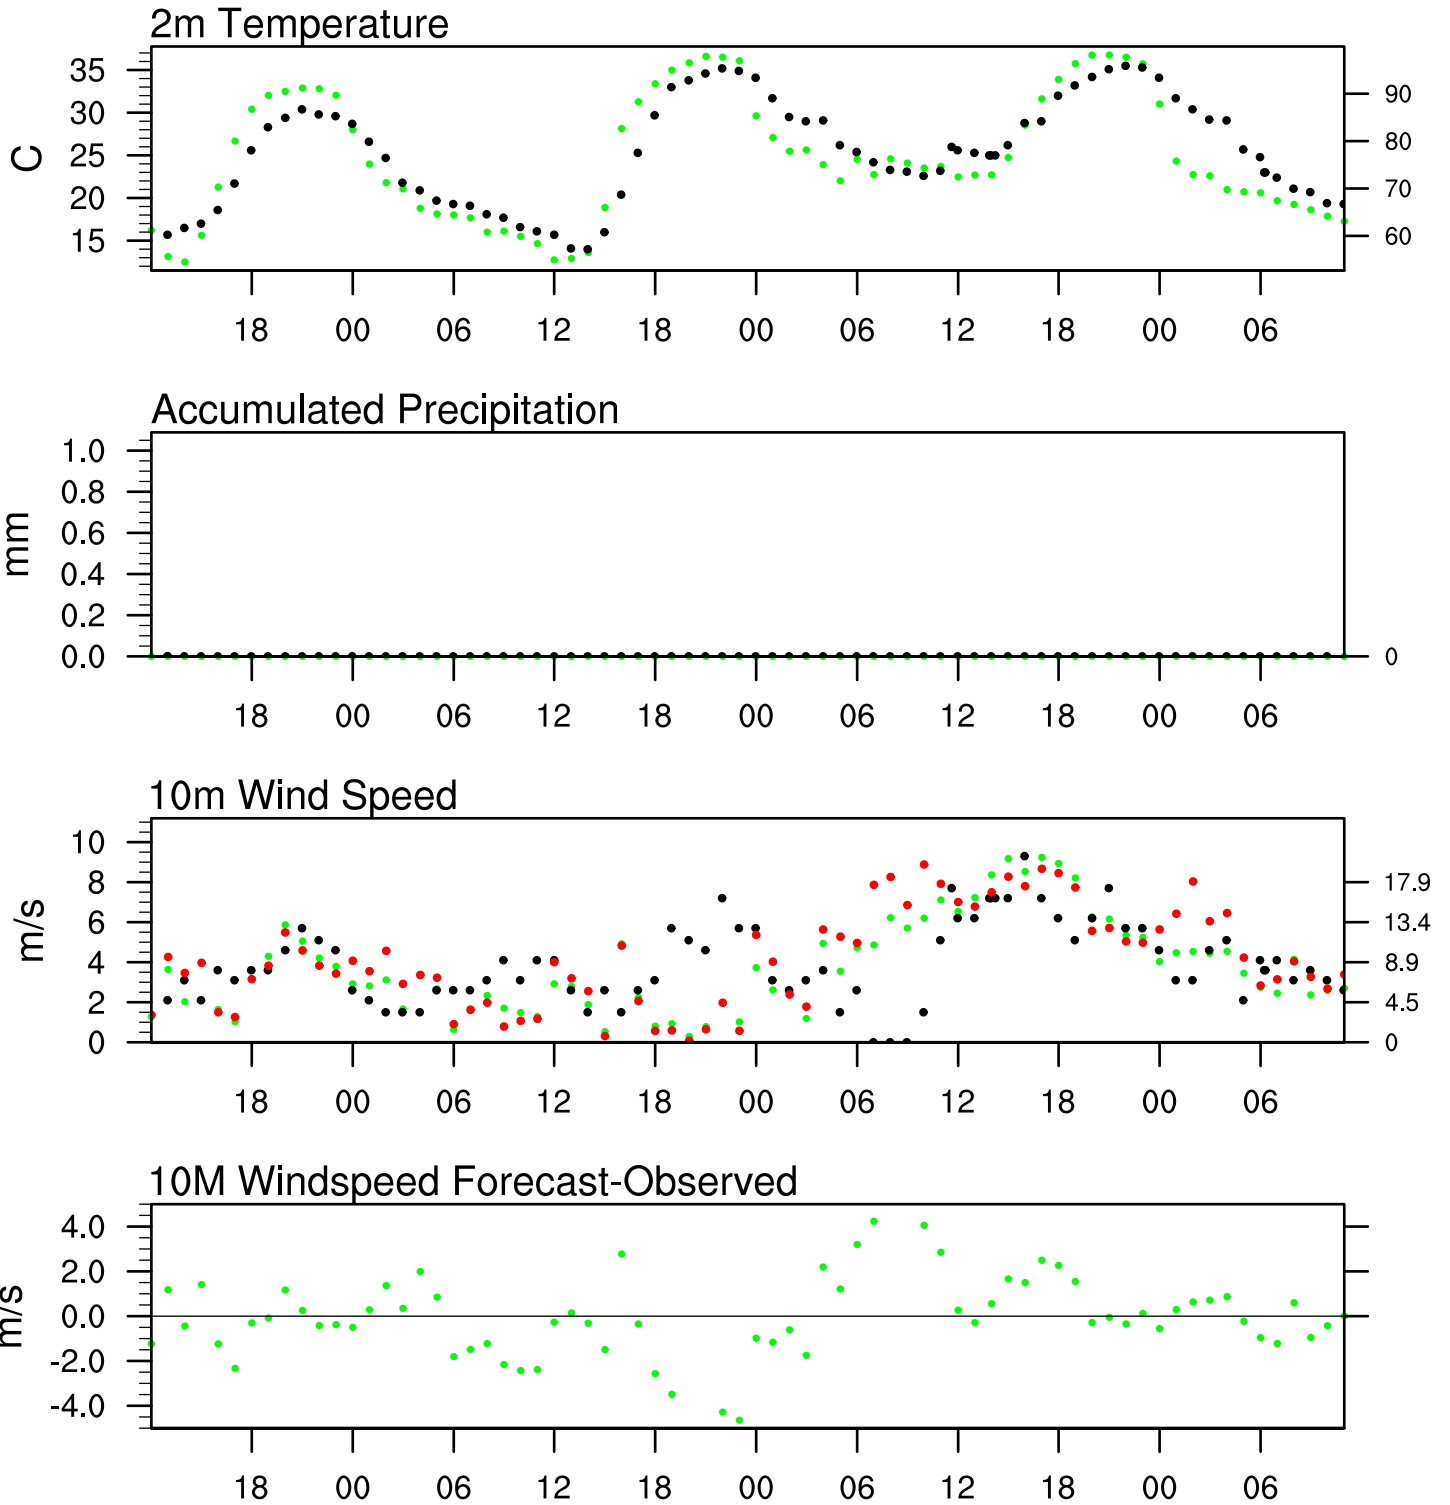 2m Temperature
35
30
25
20
15
C
90
80
70
60
18 00 06 12 18 00 06 12 18 00 06
Accumulated Precipitation
1.0
0.8
0.6
0.4
0.2
0.0
mm
0
18 00 06 12 18 00 06 12 18 00 06
10m Wind Speed
10
8
6
4
2
0
m/s
17.9
13.4
8.9
4.5
0
18 00 06 12 18 00 06 12 18 00 06
10M Windspeed Forecast-Observed
4.0
2.0
0.0
-2.0
-4.0
m/s
18 00 06 12 18 00 06 12 18 00 06